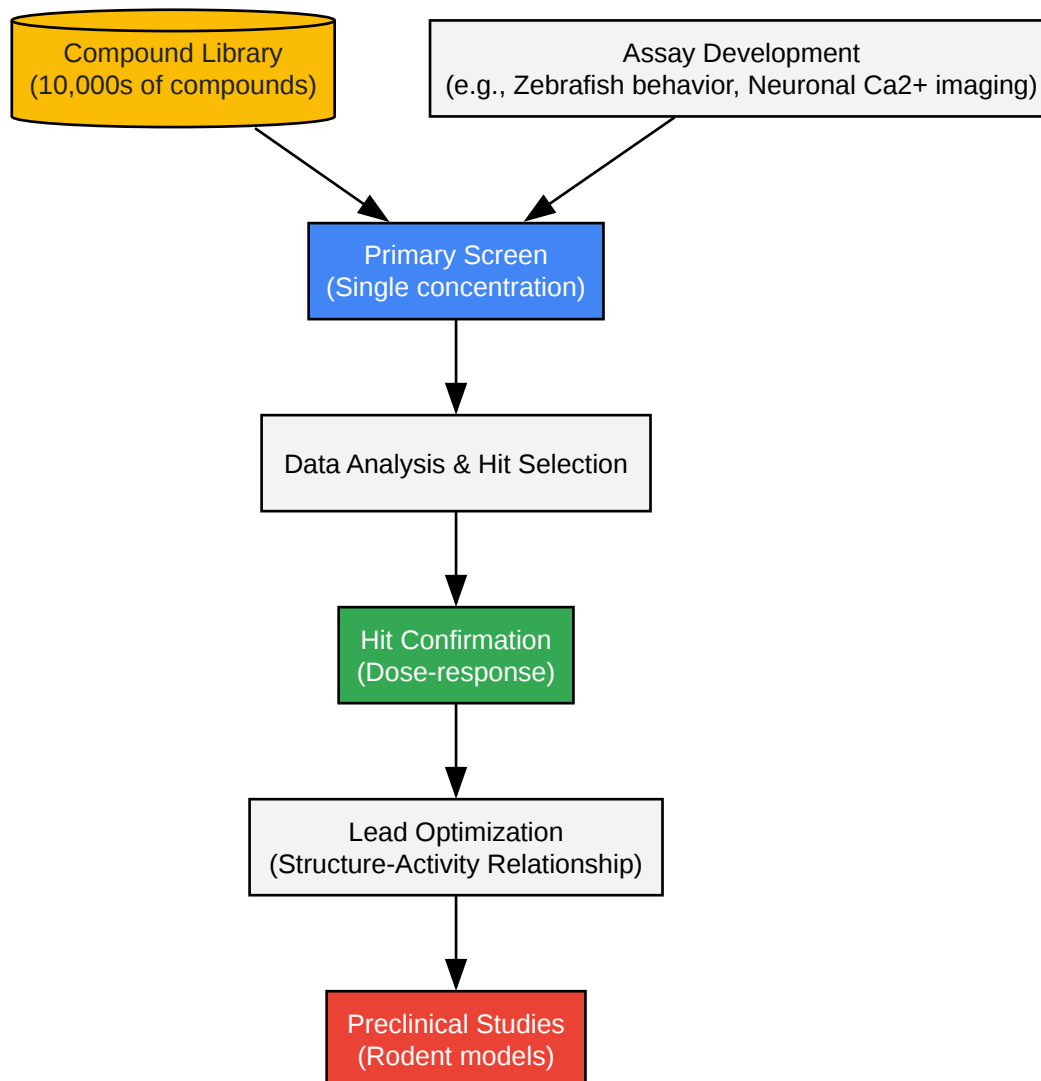 Compound Library
(10,000s of compounds)
Assay Development
(e.g., Zebrafish behavior, Neuronal Ca2+ imaging)
Primary Screen
(Single concentration)
Data Analysis & Hit Selection
Hit Confirmation
(Dose-response)
Lead Optimization
(Structure-Activity Relationship)
Preclinical Studies
(Rodent models)